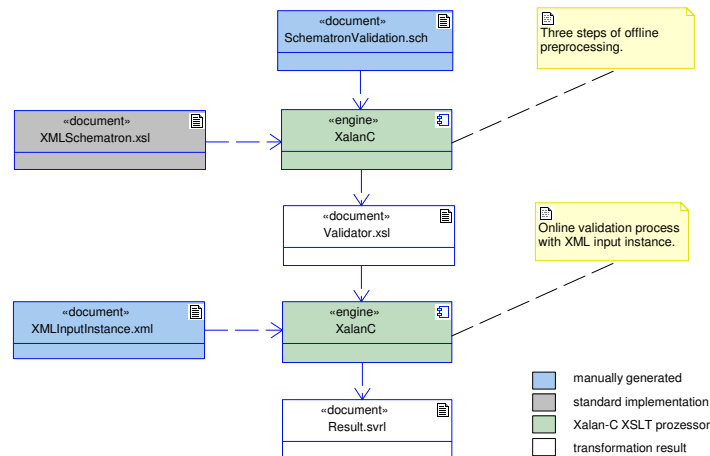 «document»
SchematronValidation.sch
Three steps of offline
preprocessing.
«document»
XMLSchematron.xsl
«engine»
XalanC
«document»
Validator.xsl
Online validation process
with XML input instance.
«document»
XMLInputInstance.xml
«engine»
XalanC
«document»
Result.svrl
manually generated
standard implementation
Xalan-C XSLT prozessor
transformation result